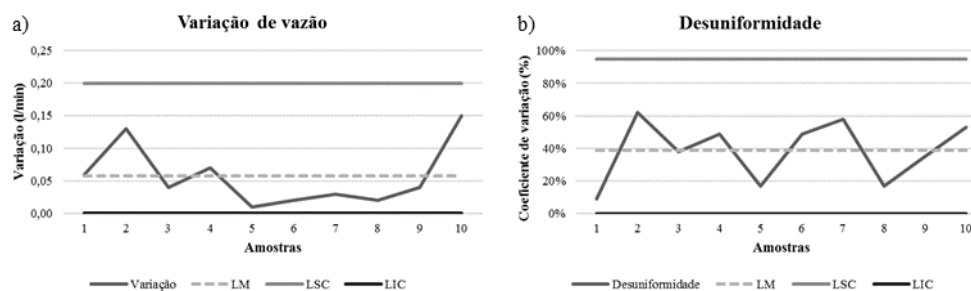 a)
Variação de vazão
Variação (l/min)
0,25
0,20
0,15
0,10
0,05
0,00
1 2 3 4 5 6 7 8 9 10
Amostras
Variação LM LSC LIC
b)
Desuniformidade
Coeficiente de variação (%)
100%
80%
60%
40%
20%
0%
1 2 3 4 5 6 7 8 9 10
Amostras
Desuniformidade LM LSC LIC